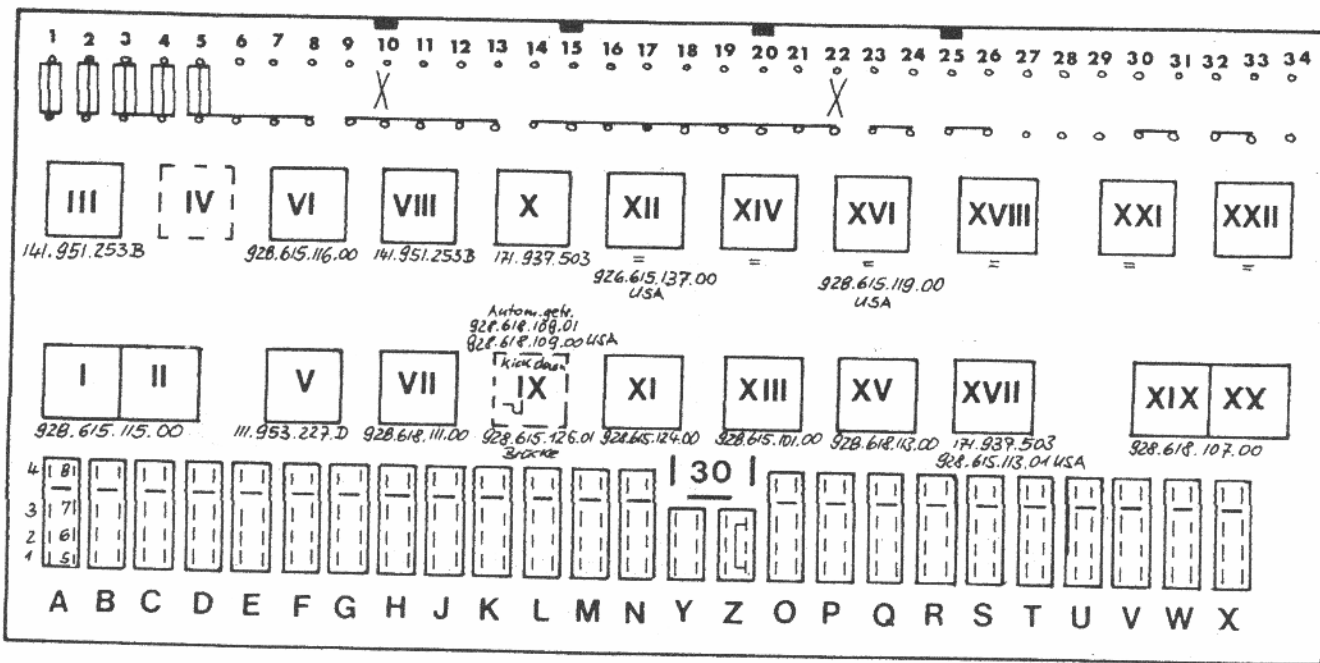 1 2 3 4 5 6 7 8 9 10 11 12 13 14 15 16 17 18 19 20 21 22 23 24 25 26 27 28 29 30 31 32 33 34
III IV VI VIII X XII XIV XVI XVIII XXI XXII
141.951.253B 928.615.116.00 141.951.253B 171.937.503 = = = = = =
926.615.137.00 928.615.119.00
USA USA
Autom.getr.
928.618.109.01
928.618.109.00 USA
Kick down
I II V VII IX XI XIII XV XVII XIX XX
928.615.115.00 111.953.227.D 928.618.111.00 928.615.126.01 928.615.124.00 928.615.101.00 928.618.113.00 171.937.503 928.618.107.00
Brücke 928.615.113.01 USA
4 8 30
3 7
2 6
1 5
A B C D E F G H J K L M N Y Z O P Q R S T U V W X